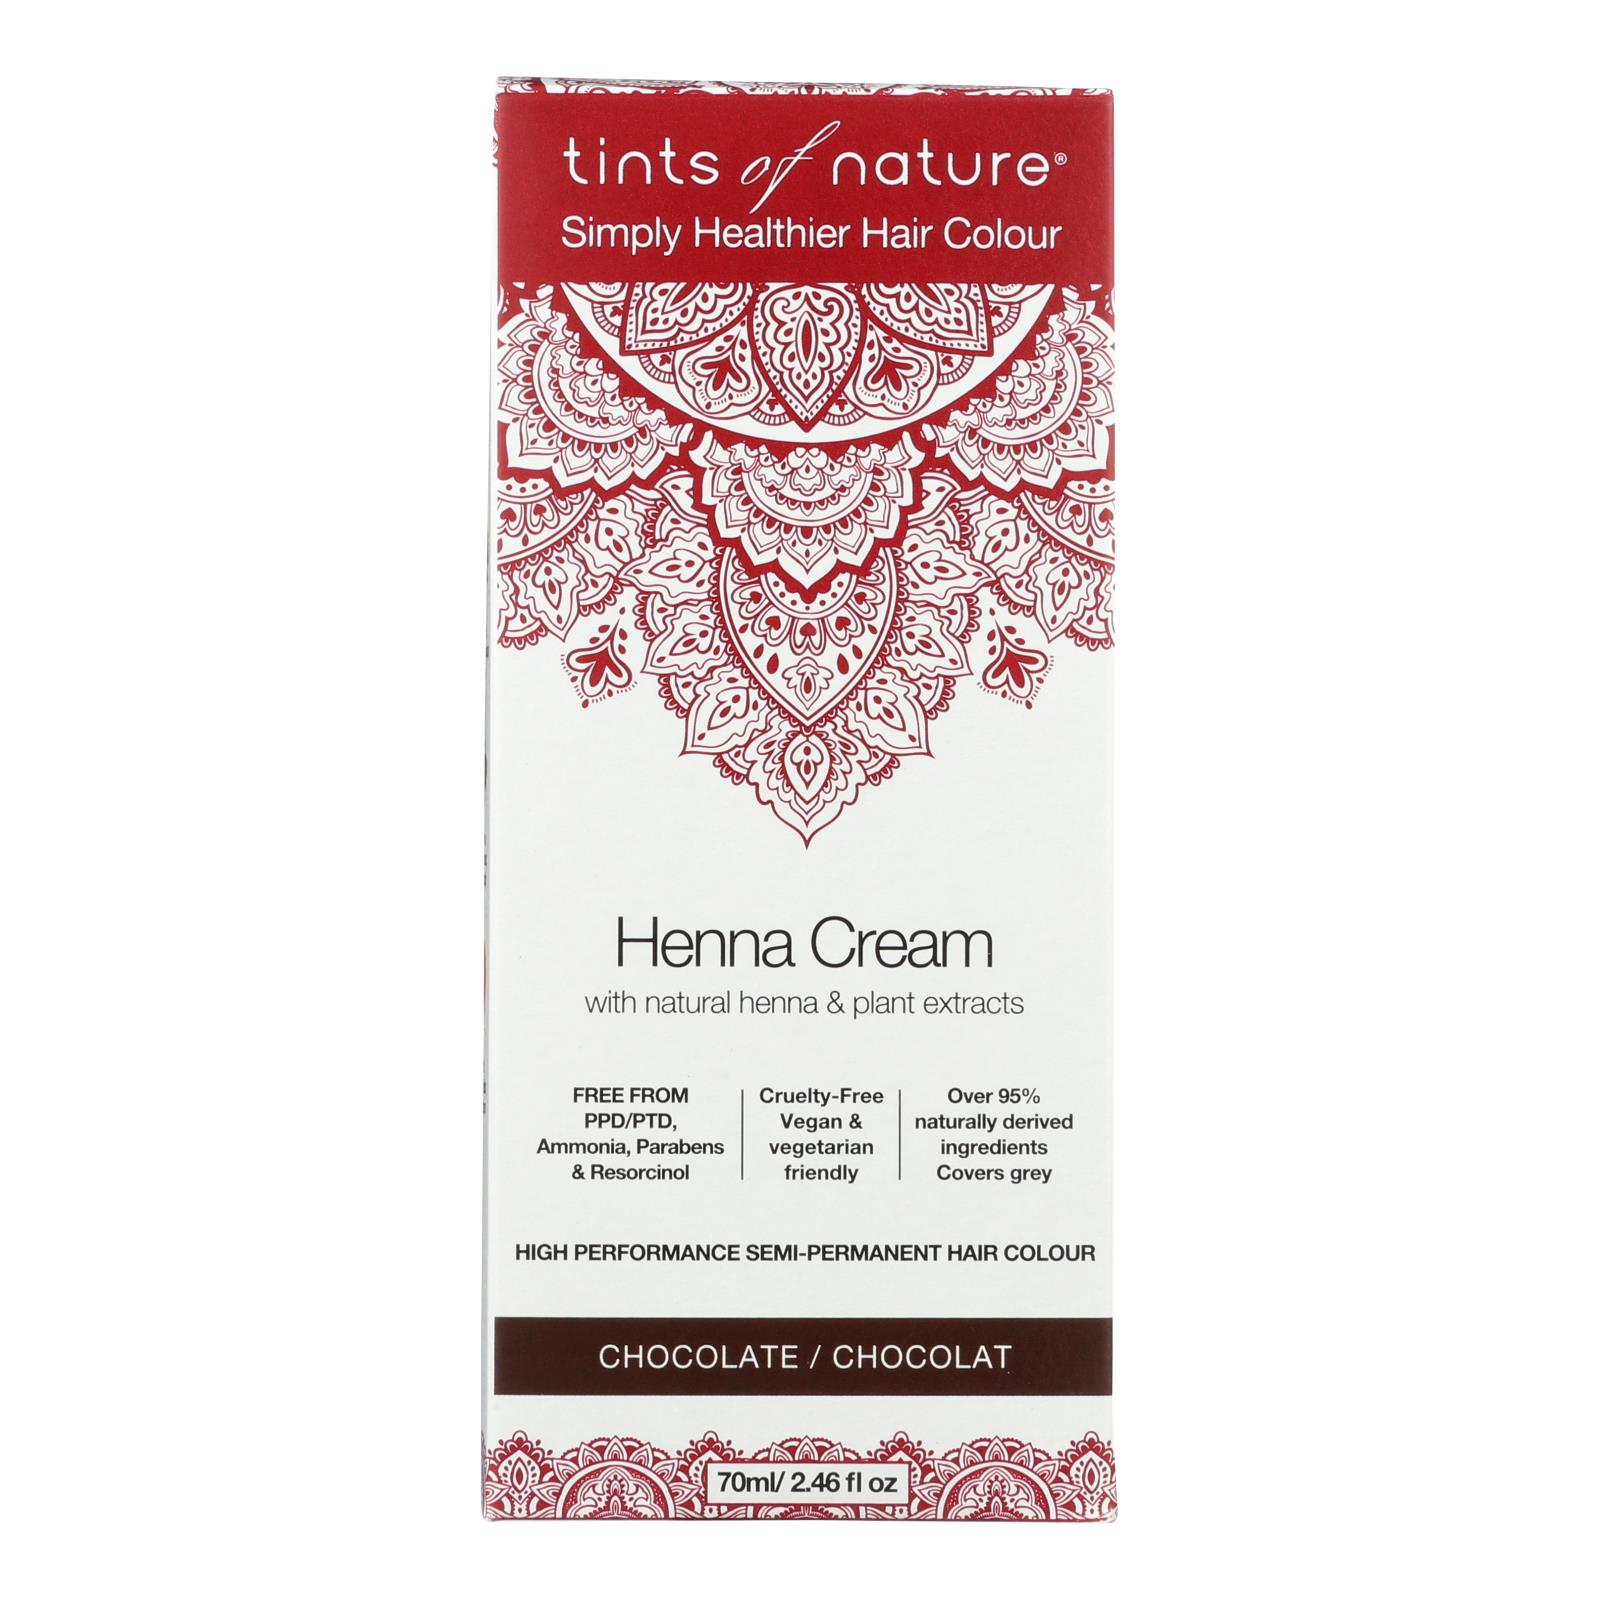 tints of nature®
Simply Healthier Hair Colour
Henna Cream
with natural henna & plant extracts
FREE FROM
PPD/PTD,
Ammonia, Parabens
& Resorcinol
Cruelty-Free
Vegan &
vegetarian
friendly
Over 95%
naturally derived
ingredients
Covers grey
HIGH PERFORMANCE SEMI-PERMANENT HAIR COLOUR
CHOCOLATE / CHOCOLAT
70ml/ 2.46 fl oz